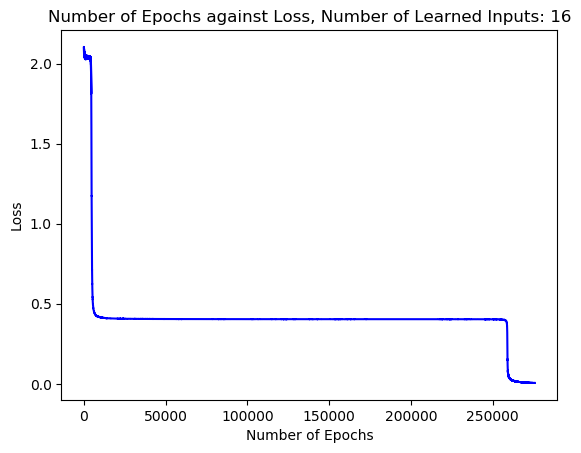 Number of Epochs against Loss, Number of Learned Inputs: 16
2.0
1.5
1.0
0.5
0.0
Loss
0 50000 100000 150000 200000 250000
Number of Epochs